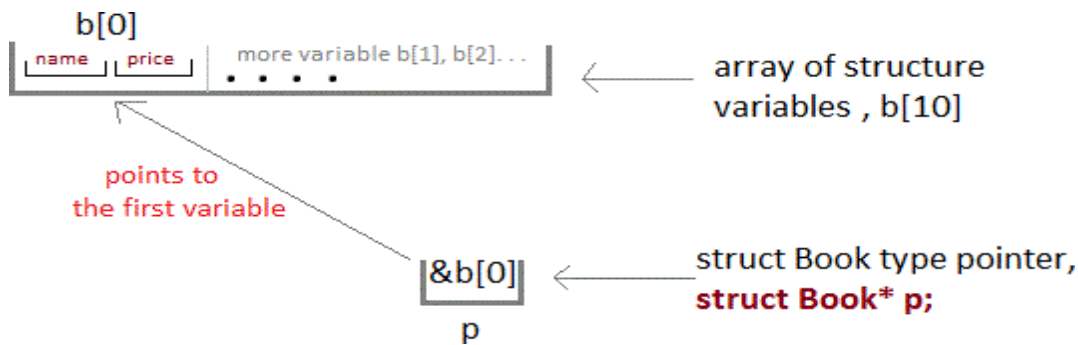 b[0]
name price
more variable b[1], b[2]. . .
array of structure
variables , b[10]
points to
the first variable
&b[0]
p
struct Book type pointer,
struct Book* p;